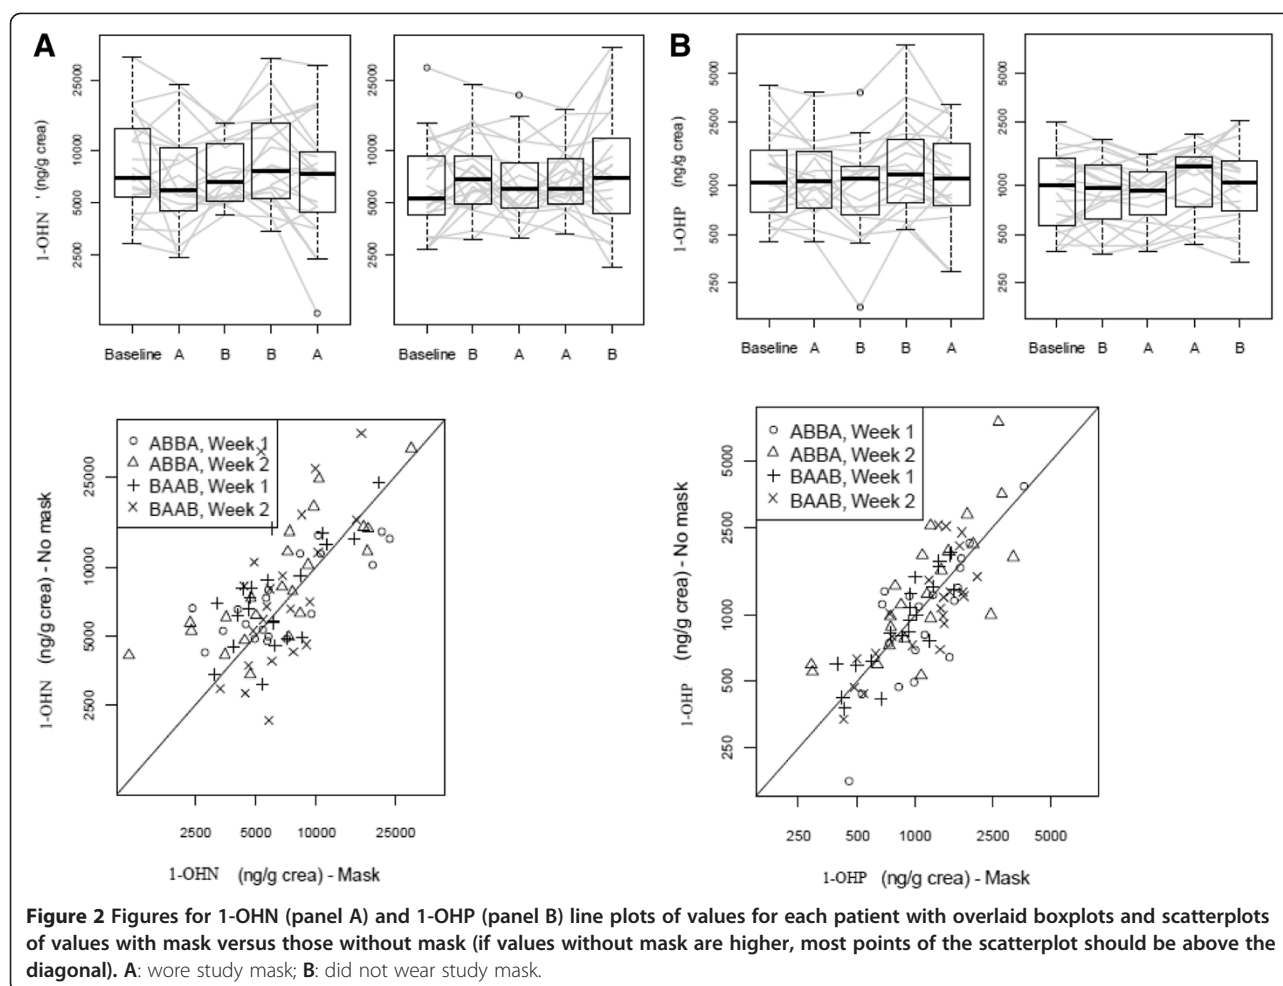 A
B
1-OHN ' (ng/g crea)
2500 5000 10000 25000
Baseline A B B A
2500 5000 10000 25000
Baseline B A A B
1-OHP (ng/g crea)
250 500 1000 2500 5000
Baseline A B B A
250 500 1000 2500 5000
Baseline B A A B
ABBA, Week 1
ABBA, Week 2
BAAB, Week 1
BAAB, Week 2
1-OHN (ng/g crea) - No mask
2500 5000 10000 25000
2500 5000 10000 25000
1-OHN (ng/g crea) - Mask
ABBA, Week 1
ABBA, Week 2
BAAB, Week 1
BAAB, Week 2
1-OHP (ng/g crea) - No mask
250 500 1000 2500 5000
250 500 1000 2500 5000
1-OHP (ng/g crea) - Mask
Figure 2 Figures for 1-OHN (panel A) and 1-OHP (panel B) line plots of values for each patient with overlaid boxplots and scatterplots
of values with mask versus those without mask (if values without mask are higher, most points of the scatterplot should be above the
diagonal). A: wore study mask; B: did not wear study mask.